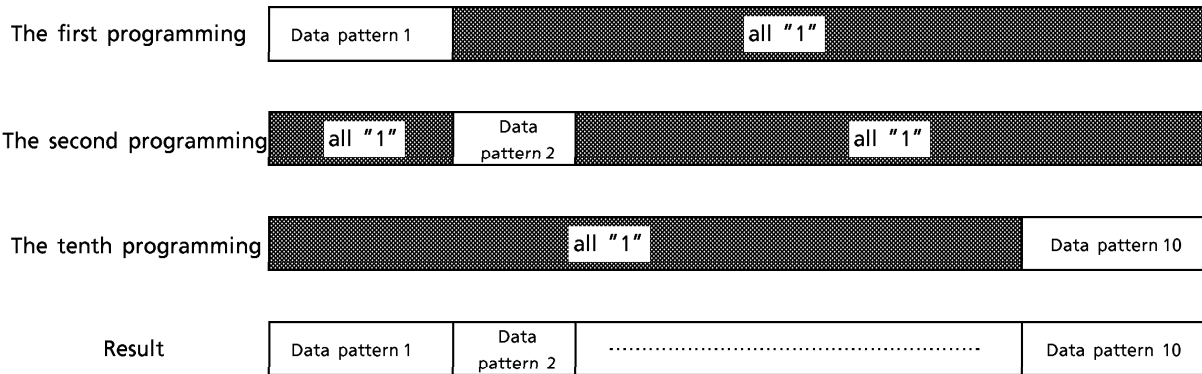 The first programming
Data pattern 1
all "1"
The second programming
all "1"
Data
pattern 2
all "1"
The tenth programming
all "1"
Data pattern 10
Result
Data pattern 1
Data
pattern 2
Data pattern 10